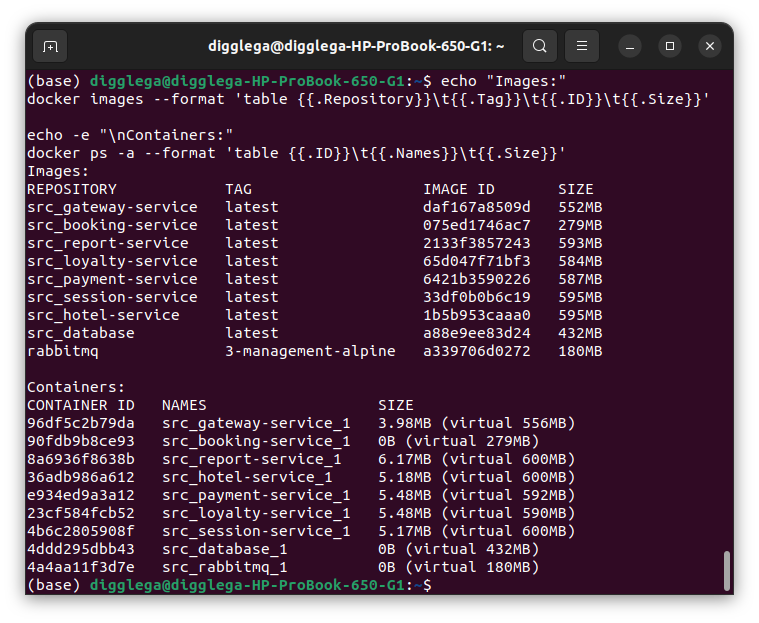 digglega@digglega-HP-ProBook-650-G1: ~
(base) digglega@digglega-HP-ProBook-650-G1:~$ echo "Images:"
docker images --format 'table {{.Repository}}\t{{.Tag}}\t{{.ID}}\t{{.Size}}'
echo -e "\nContainers:"
docker ps -a --format 'table {{.ID}}\t{{.Names}}\t{{.Size}}'
Images:
REPOSITORY TAG IMAGE ID SIZE
src_gateway-service latest daf167a8509d 552MB
src_booking-service latest 075ed1746ac7 279MB
src_report-service latest 2133f3857243 593MB
src_loyalty-service latest 65d047f71bf3 584MB
src_payment-service latest 6421b3590226 587MB
src_session-service latest 33df0b0b6c19 595MB
src_hotel-service latest 1b5b953caaa0 595MB
src_database latest a88e9ee83d24 432MB
rabbitmq 3-management-alpine a339706d0272 180MB
Containers:
CONTAINER ID NAMES SIZE
96df5c2b79da src_gateway-service_1 3.98MB (virtual 556MB)
90fdb9b8ce93 src_booking-service_1 0B (virtual 279MB)
8a6936f8638b src_report-service_1 6.17MB (virtual 600MB)
36adb986a612 src_hotel-service_1 5.18MB (virtual 600MB)
e934ed9a3a12 src_payment-service_1 5.48MB (virtual 592MB)
23cf584fcb52 src_loyalty-service_1 5.48MB (virtual 590MB)
4b6c2805908f src_session-service_1 5.17MB (virtual 600MB)
4ddd295dbb43 src_database_1 0B (virtual 432MB)
4a4aa11f3d7e src_rabbitmq_1 0B (virtual 180MB)
(base) digglega@digglega-HP-ProBook-650-G1:~$